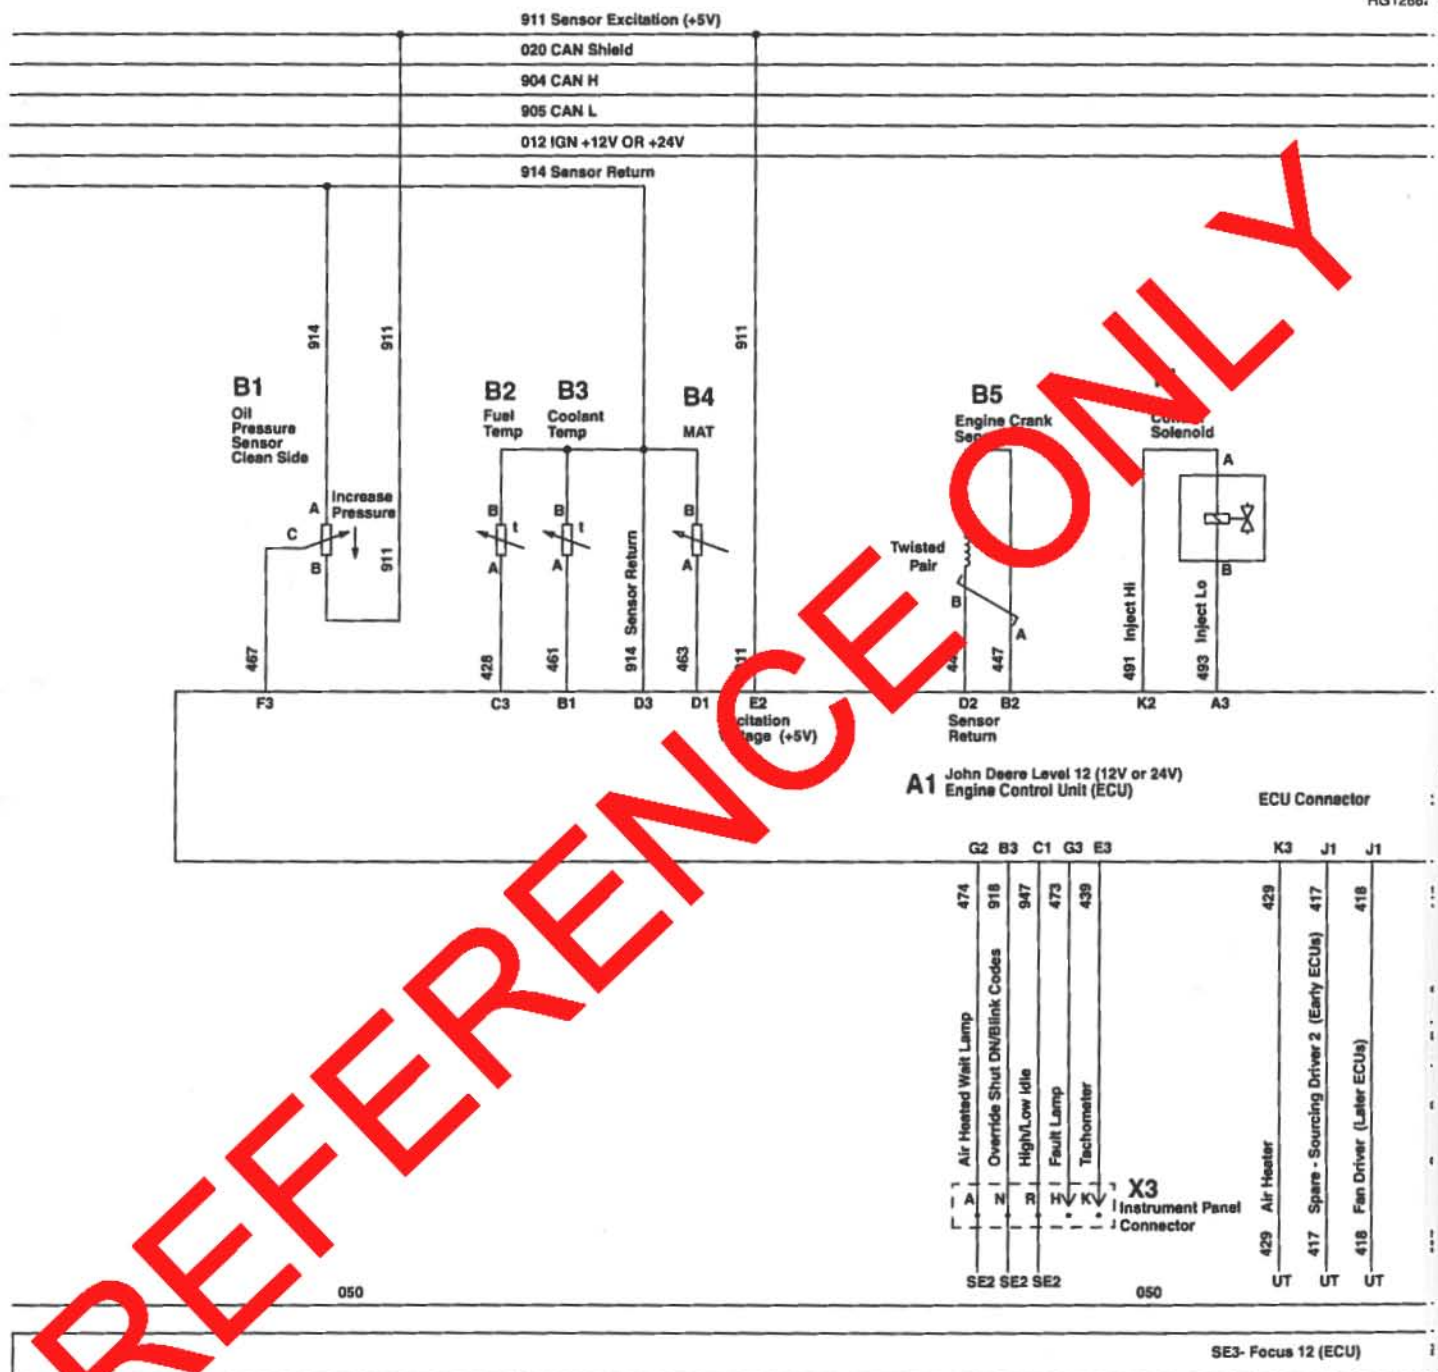 911 Sensor Excitation (+5V)
020 CAN Shield
904 CAN H
905 CAN L
012 IGN +12V OR +24V
914 Sensor Return
914
911
911
B1
Oil
Pressure
Sensor
Clean Side
B2
Fuel
Temp
B3
Coolant
Temp
B4
MAT
B5
Engine Crank
Solenoid
A
Increase
Pressure
C
B
911
B
t
A
B
t
A
Sensor Return
B
A
Twisted
Pair
B
A
A
B
467
428
461
914
463
447
491 Inject Hi
493 Inject Lo
F3
C3
B1
D3
D1
E2
(+5V)
D2
Sensor
Return
B2
K2
A3
A1
John Deere Level 12 (12V or 24V)
Engine Control Unit (ECU)
ECU Connector
G2 B3 C1 G3 E3
K3 J1 J1
474
918
947
473
439
429
417
418
Air Heated Wait Lamp
Override Shut DN/Blink Codes
High/Low Idle
Fault Lamp
Tachometer
Air Heater
Spare - Sourcing Driver 2 (Early ECUs)
Fan Driver (Later ECUs)
A N R H K
X3
Instrument Panel
Connector
429
417
418
SE2 SE2 SE2
UT UT UT
050
050
SE3- Focus 12 (ECU)
REFERENCE ONLY